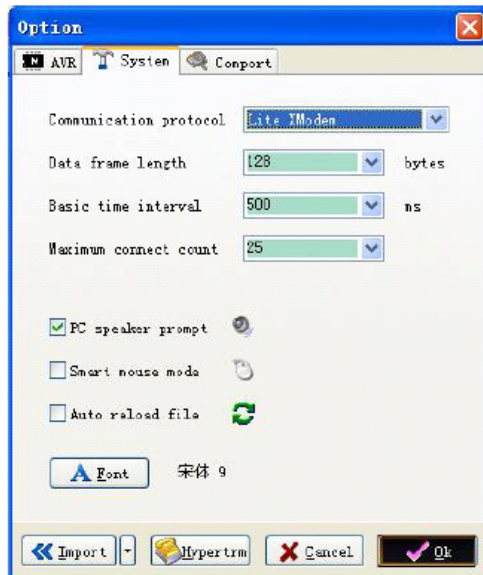 Option
AVR System Comport
Communication protocol Lite XModem
Data frame length 128 bytes
Basic time interval 500 ms
Maximum connect count 25
PC speaker prompt
Smart mouse mode
Auto reload file
A Font 宋体 9
Import Hypertrm Cancel Ok